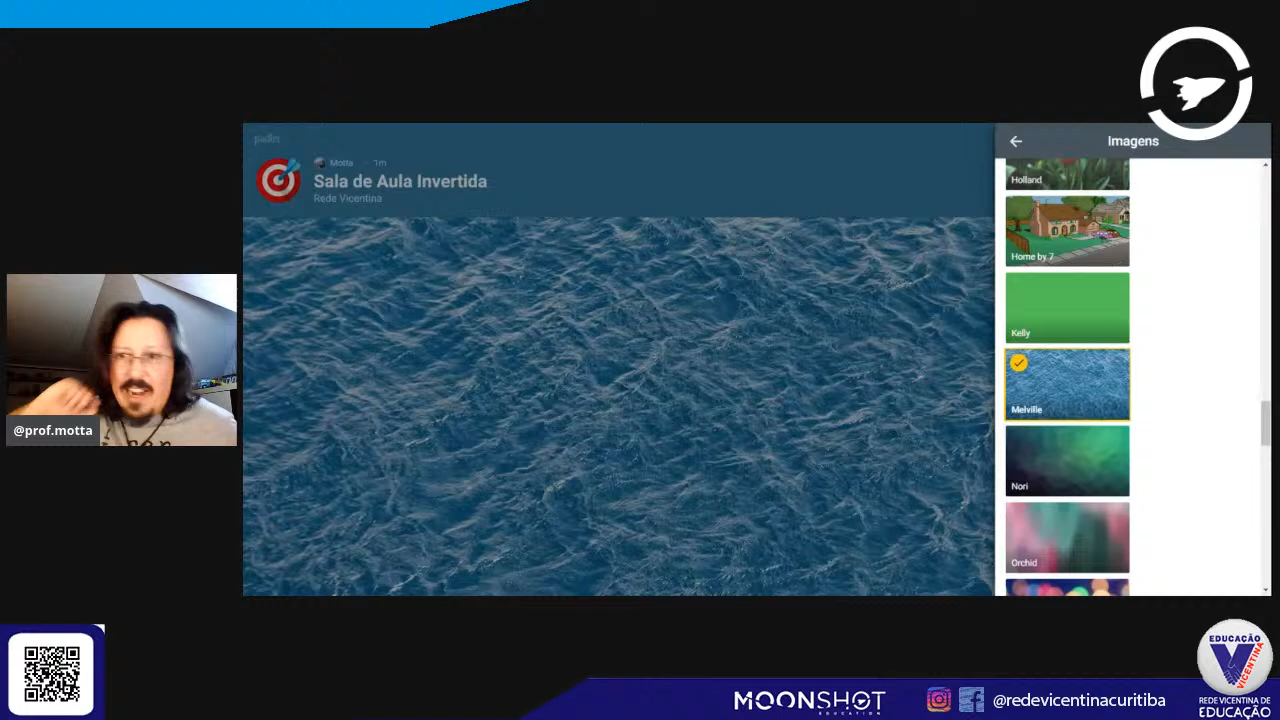 padlet
Motta 1m
Sala de Aula Invertida
Rede Vicentina
Imagens
Holland
Home by 7
Kelly
Melville
Nori
Orchid
@prof.motta
MOONSHOT
EDUCATION
@redevicentinacuritiba
EDUCAÇÃO
VICENTINA
REDE VICENTINA DE
EDUCAÇÃO